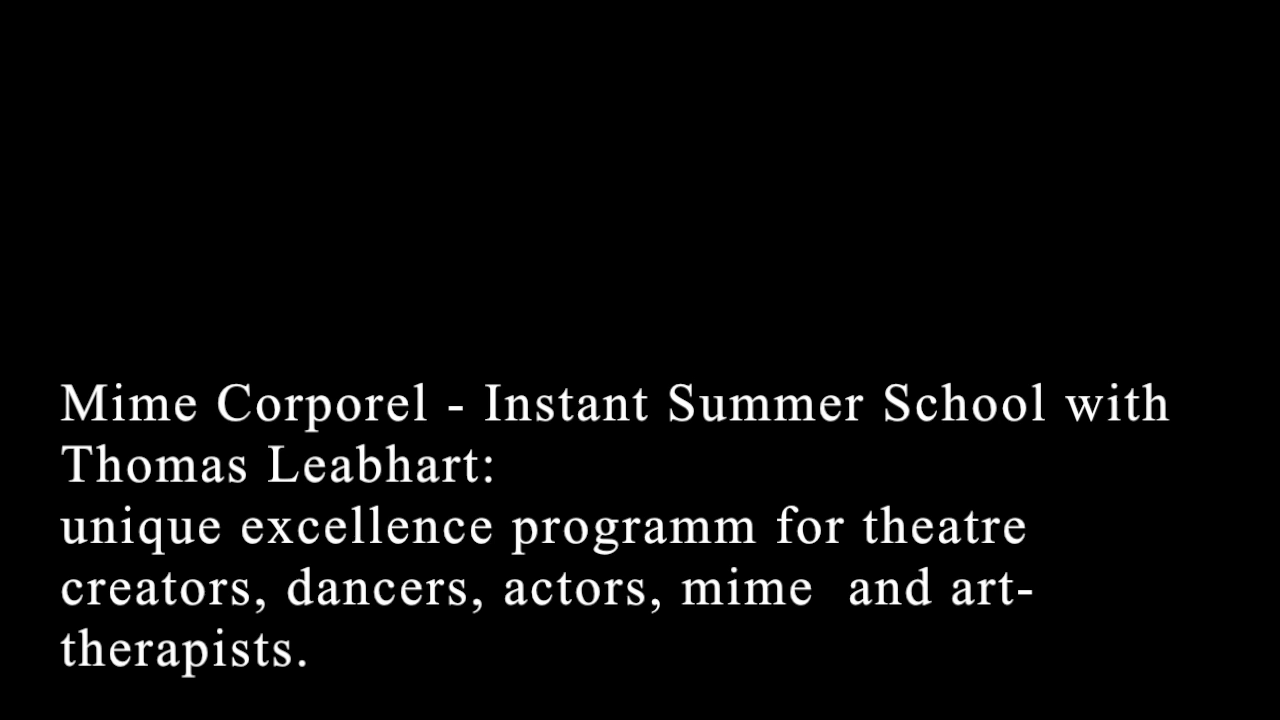 Mime Corporel - Instant Summer School with
Thomas Leabhart:
unique excellence programm for theatre
creators, dancers, actors, mime  and art-
therapists.